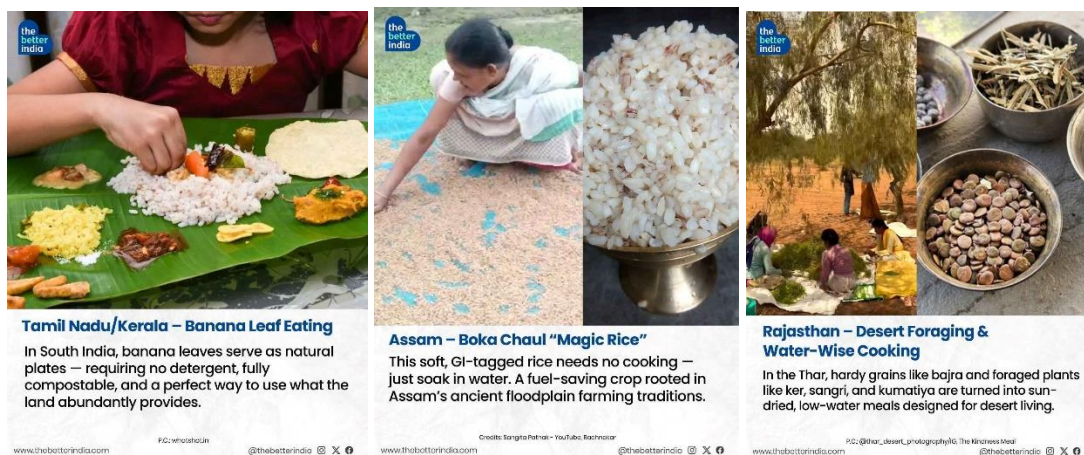 the
better
india
Tamil Nadu/Kerala – Banana Leaf Eating
In South India, banana leaves serve as natural
plates — requiring no detergent, fully
compostable, and a perfect way to use what the
land abundantly provides.
P.C.: whatshot.in
www.thebetterindia.com
@thebetterindia
the
better
india
Assam – Boka Chaul “Magic Rice”
This soft, GI-tagged rice needs no cooking —
just soak in water. A fuel-saving crop rooted in
Assam’s ancient floodplain farming traditions.
Credits: Sangita Patnaik - YouTube, Rachnakar
www.thebetterindia.com
@thebetterindia
the
better
india
Rajasthan – Desert Foraging &
Water-Wise Cooking
In the Thar, hardy grains like bajra and foraged plants
like ker, sangri, and kumatiya are turned into sun-
dried, low-water meals designed for desert living.
P.C.: @thar_desert_photography/IG, The Kindness Meal
www.thebetterindia.com
@thebetterindia